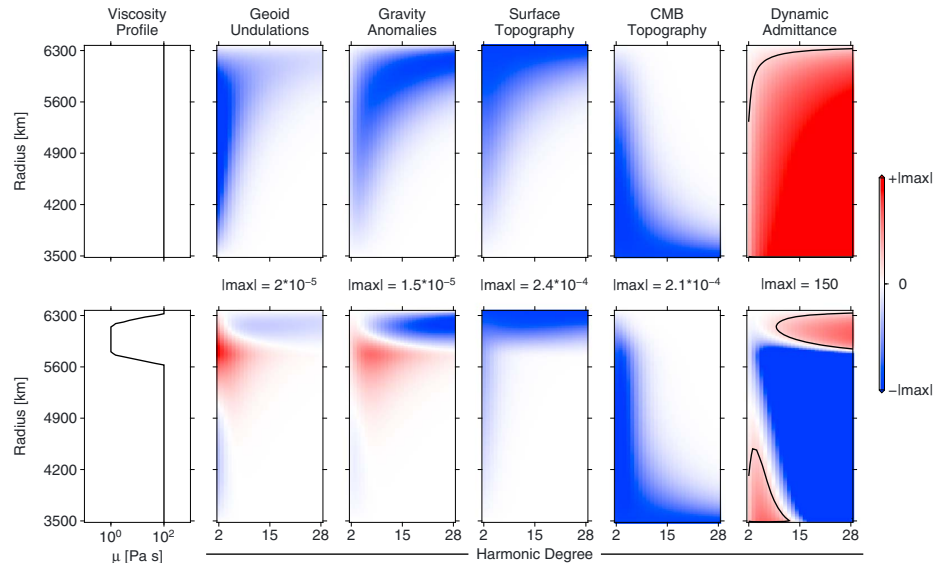 Viscosity Profile
Geoid Undulations
Gravity Anomalies
Surface Topography
CMB Topography
Dynamic Admittance
6300
5600
4900
4200
3500
Radius [km]
+|max|
0
−|max|
2 15 28
2 15 28
2 15 28
2 15 28
2 15 28
|max| = 2*10⁻⁵
|max| = 1.5*10⁻⁵
|max| = 2.4*10⁻⁴
|max| = 2.1*10⁻⁴
|max| = 150
6300
5600
4900
4200
3500
Radius [km]
10⁰ 10²
μ [Pa s]
Harmonic Degree